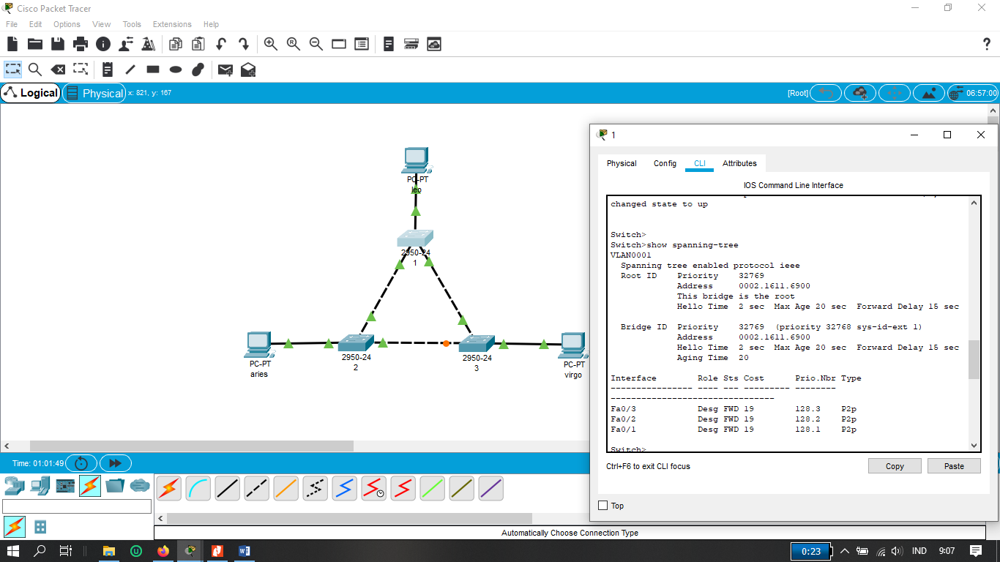 Cisco Packet Tracer
File Edit Options View Tools Extensions Help
Logical Physical x: 821, y: 167 [Root] 06:57:00
PC-PT
leo
2950-24
1
PC-PT
aries
2950-24
2
2950-24
3
PC-PT
virgo
1
Physical Config CLI Attributes
IOS Command Line Interface
changed state to up
Switch>
Switch>show spanning-tree
VLAN0001
Spanning tree enabled protocol ieee
Root ID Priority 32769
Address 0002.1611.6900
This bridge is the root
Hello Time 2 sec Max Age 20 sec Forward Delay 15 sec
Bridge ID Priority 32769 (priority 32768 sys-id-ext 1)
Address 0002.1611.6900
Hello Time 2 sec Max Age 20 sec Forward Delay 15 sec
Aging Time 20
Interface Role Sts Cost Prio.Nbr Type
---------------- ---- --- --------- --------
--------------------------------
Fa0/3 Desg FWD 19 128.3 P2p
Fa0/2 Desg FWD 19 128.2 P2p
Fa0/1 Desg FWD 19 128.1 P2p
Switch>
Ctrl+F6 to exit CLI focus
Copy Paste
Top
Time: 01:01:49
Automatically Choose Connection Type
0:23 IND 9:07